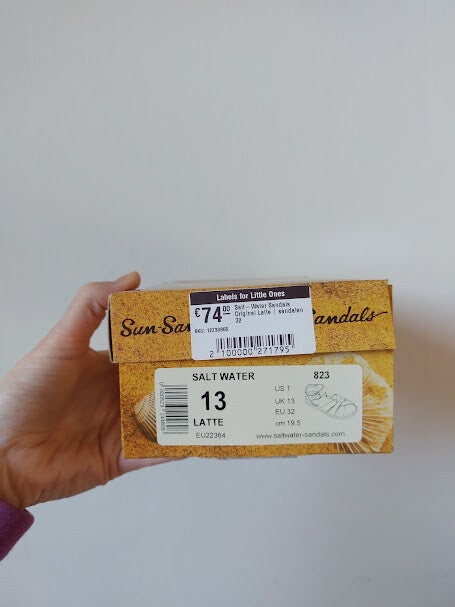 Labels for Little Ones
€74.00
Salt-Water Sandals
Original Latte | sandalen
32
2 100000 271795
Sun-San
Sandals
SALT WATER
823
13
LATTE
EU22364
US 1
UK 13
EU 32
cm 19.5
www.saltwater-sandals.com